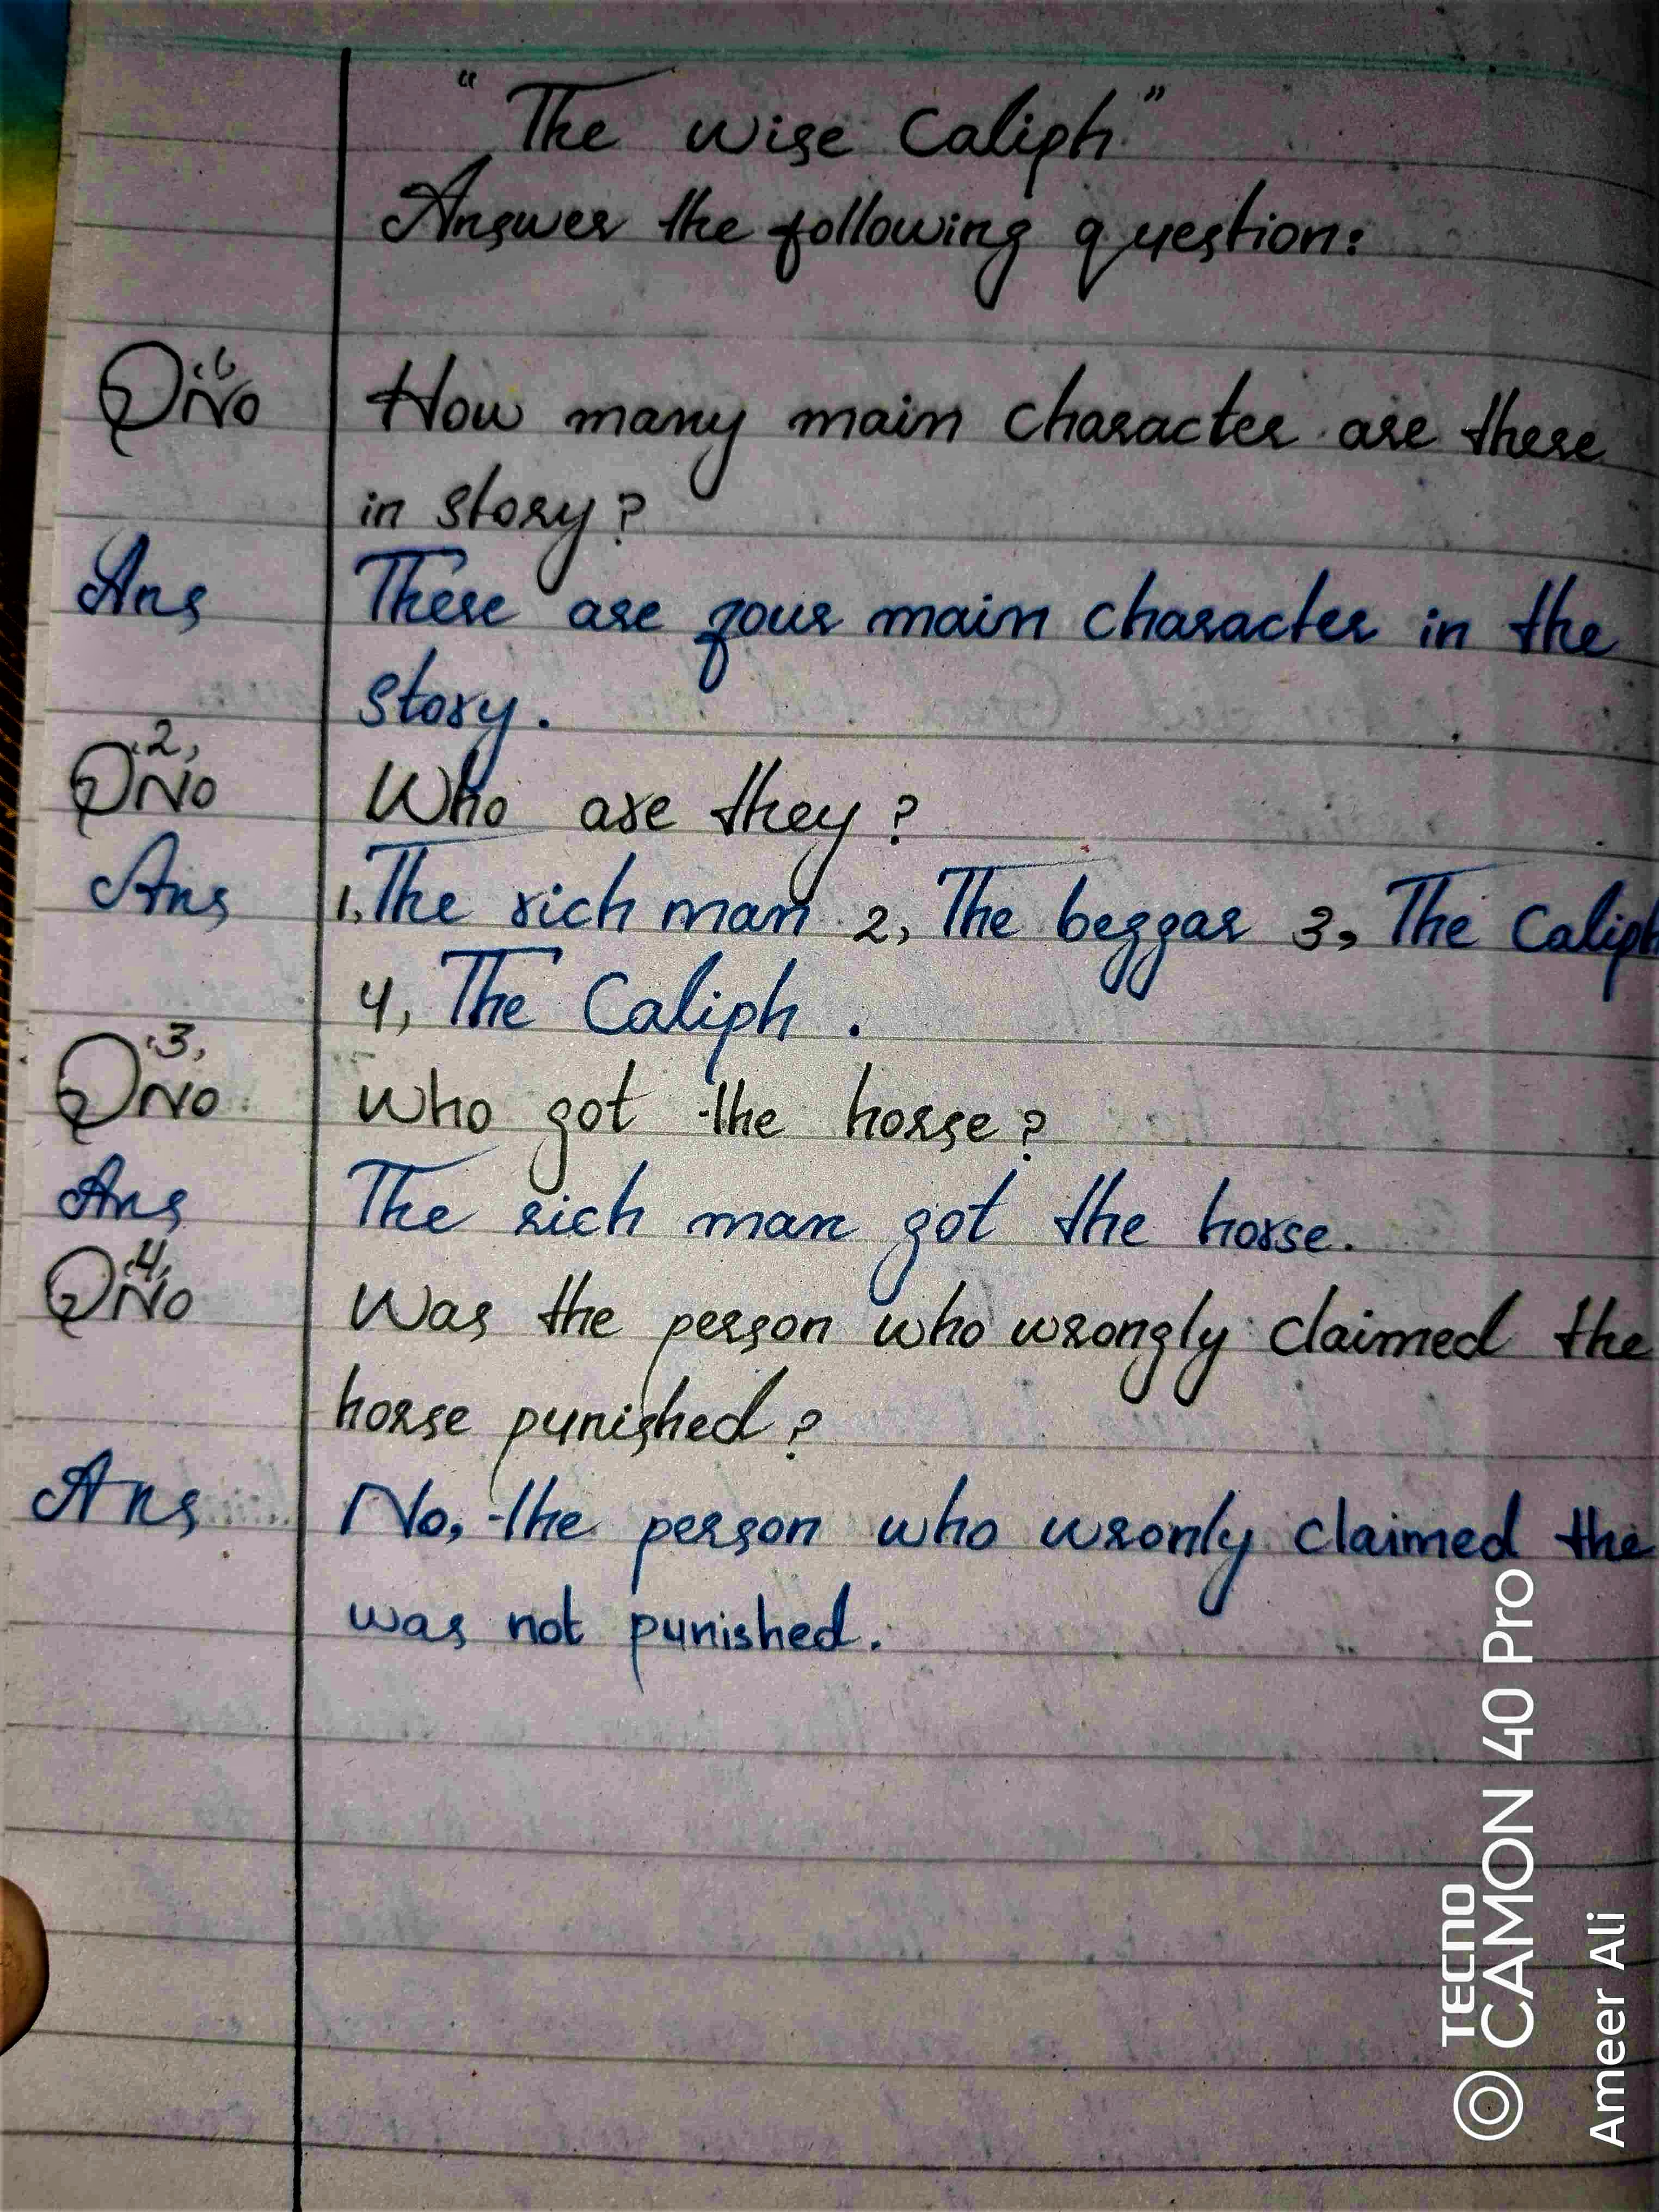 "The wise Caliph"
Answer the following question:
QNo 1, How many main character are there
in story?
Ans There are four main character in the
story.
QNo 2, Who are they?
Ans 1, The rich man 2, The beggar 3, The Caliph
4, The Caliph.
QNo 3, Who got the horse?
Ans The rich man got the horse.
QNo 4, Was the person who wrongly claimed the
horse punished?
Ans No, the person who wronly claimed the
was not punished.
TECNO
CAMON 40 Pro
Ameer Ali